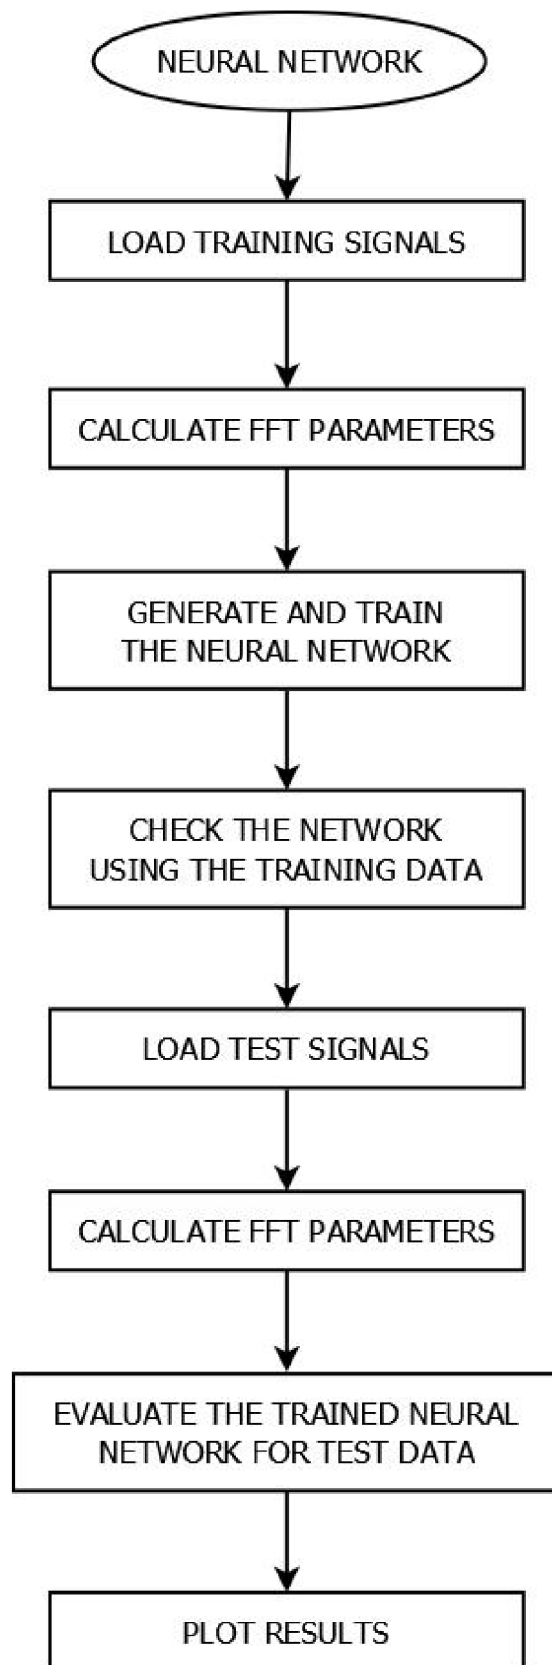 NEURAL NETWORK
LOAD TRAINING SIGNALS
CALCULATE FFT PARAMETERS
GENERATE AND TRAIN
THE NEURAL NETWORK
CHECK THE NETWORK
USING THE TRAINING DATA
LOAD TEST SIGNALS
CALCULATE FFT PARAMETERS
EVALUATE THE TRAINED NEURAL
NETWORK FOR TEST DATA
PLOT RESULTS